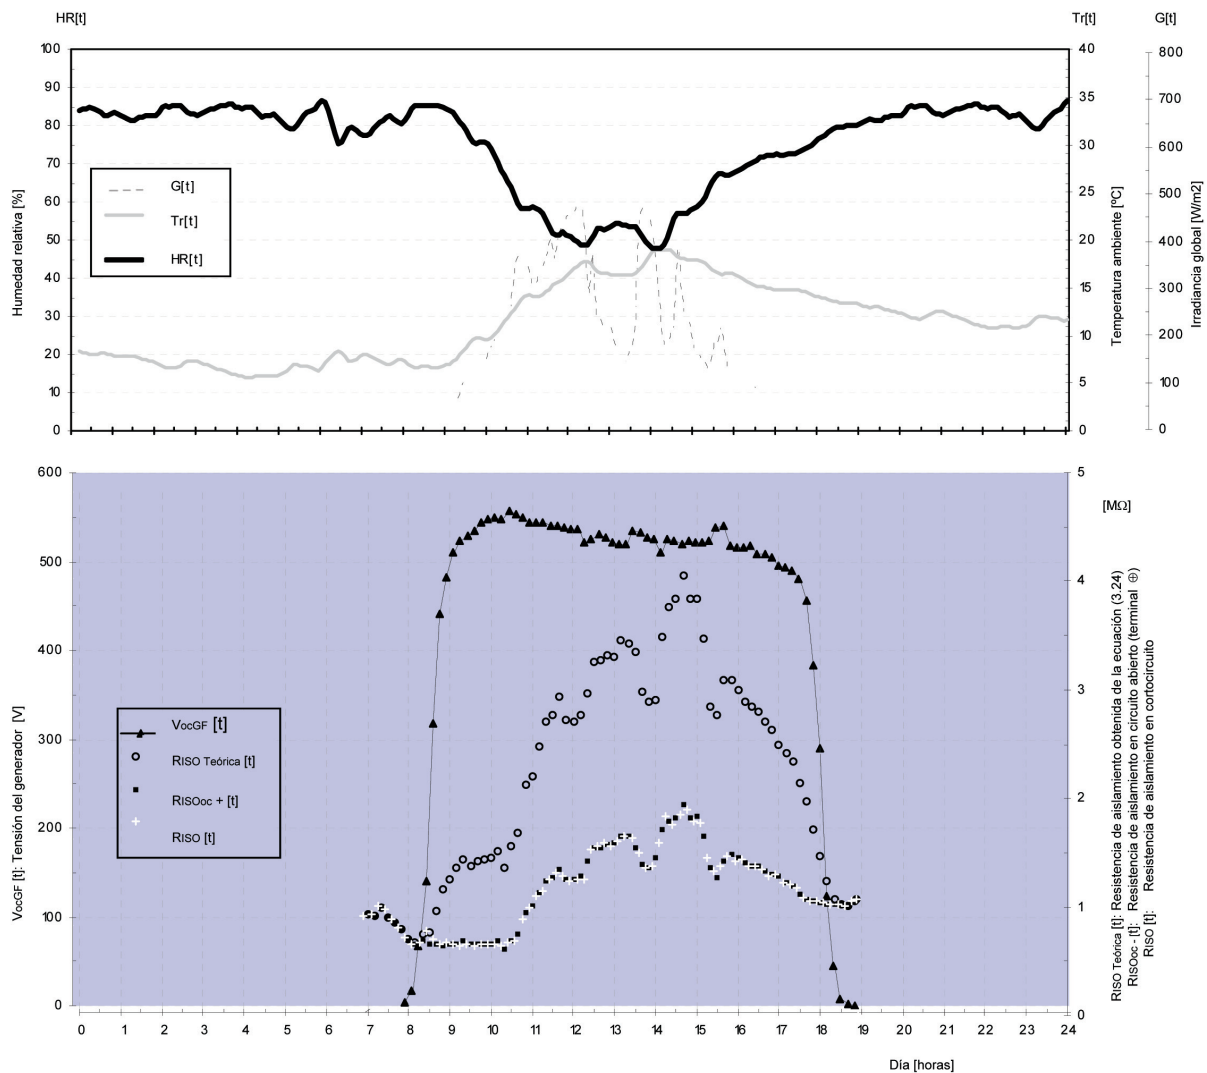 HR[t]
Tr[t]
G[t]
100
90
80
70
60
50
40
30
20
10
0
Humedad relativa [%]
G[t]
Tr[t]
HR[t]
40
35
30
25
20
15
10
5
0
Temperatura ambiente [ºC]
800
700
600
500
400
300
200
100
0
Irradiancia global [W/m2]
600
500
400
300
200
100
0
VocGF [t]: Tensión del generador [V]
VocGF [t]
RISO Teórica [t]
RISOoc + [t]
RISO [t]
5
4
3
2
1
0
[MΩ]
RISO Teórica [t]: Resistencia de aislamiento obtenida de la ecuación (3.24)
RISOoc - [t]: Resistencia de aislamiento en circuito abierto (terminal ⊕)
RISO [t]: Resistencia de aislamiento en cortocircuito
0 1 2 3 4 5 6 7 8 9 10 11 12 13 14 15 16 17 18 19 20 21 22 23 24
Día [horas]